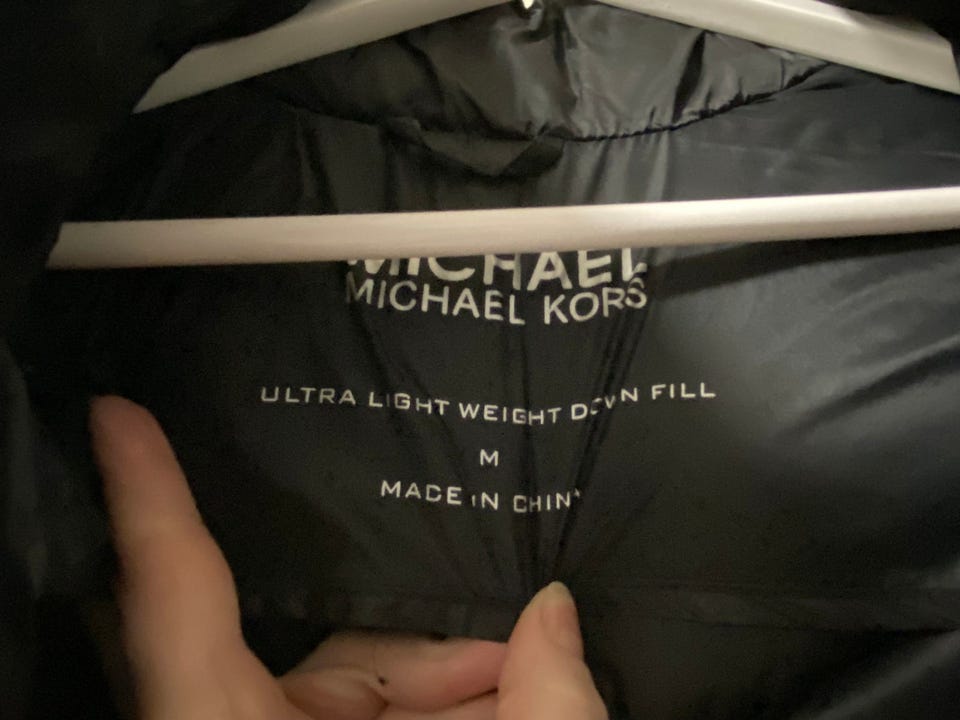 MICHAEL
MICHAEL KORS
ULTRA LIGHT WEIGHT DOWN FILL
M
MADE IN CHINA